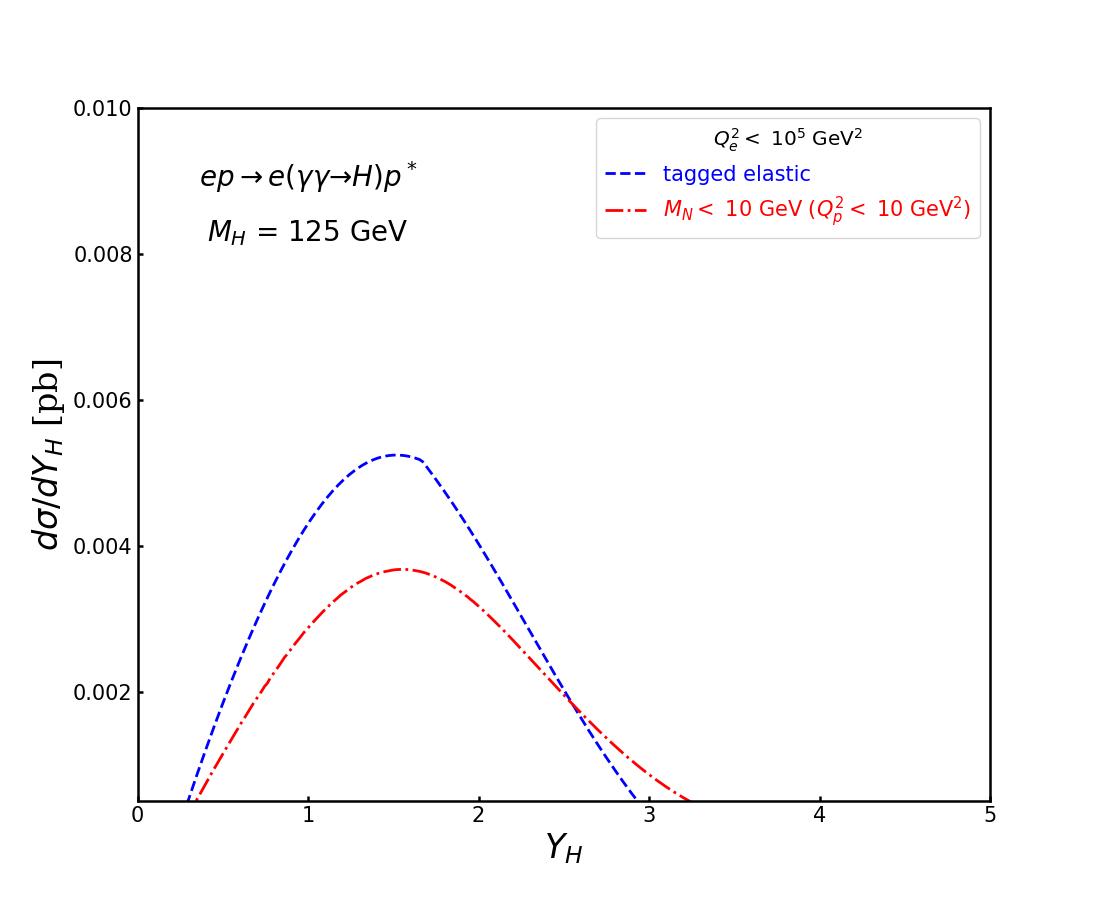 0.010
0.008
0.006
0.004
0.002
dσ/dY_H [pb]
ep→e(γγ→H)p^*
M_H = 125 GeV
Q_e^2 < 10^5 GeV^2
tagged elastic
M_N < 10 GeV (Q_p^2 < 10 GeV^2)
0 1 2 3 4 5
Y_H